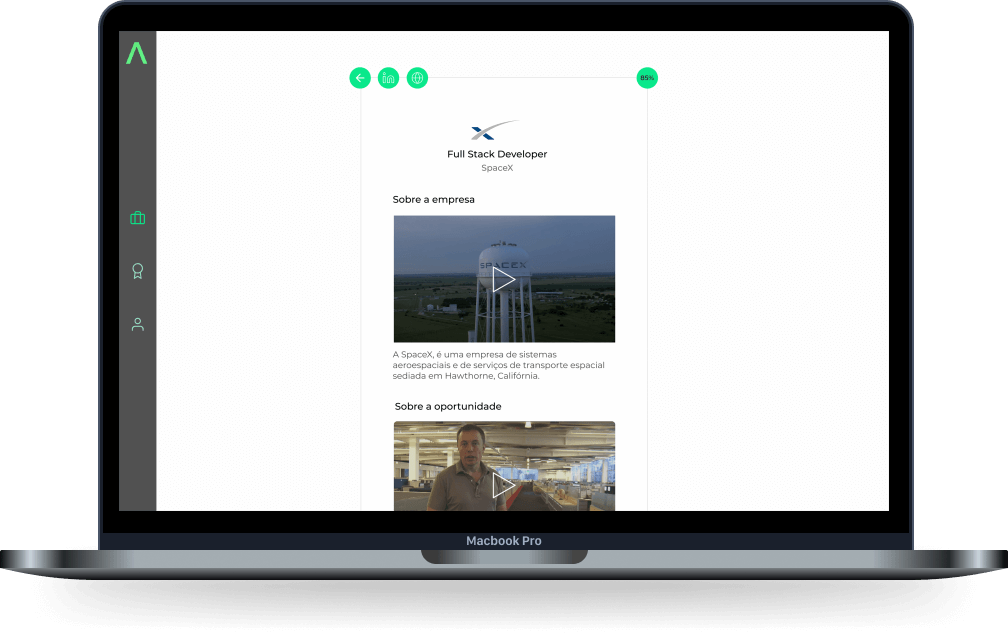 85%
Full Stack Developer
SpaceX
Sobre a empresa
SPACEX
A SpaceX, é uma empresa de sistemas
aeroespaciais e de serviços de transporte espacial
sediada em Hawthorne, Califórnia.
Sobre a oportunidade
Macbook Pro